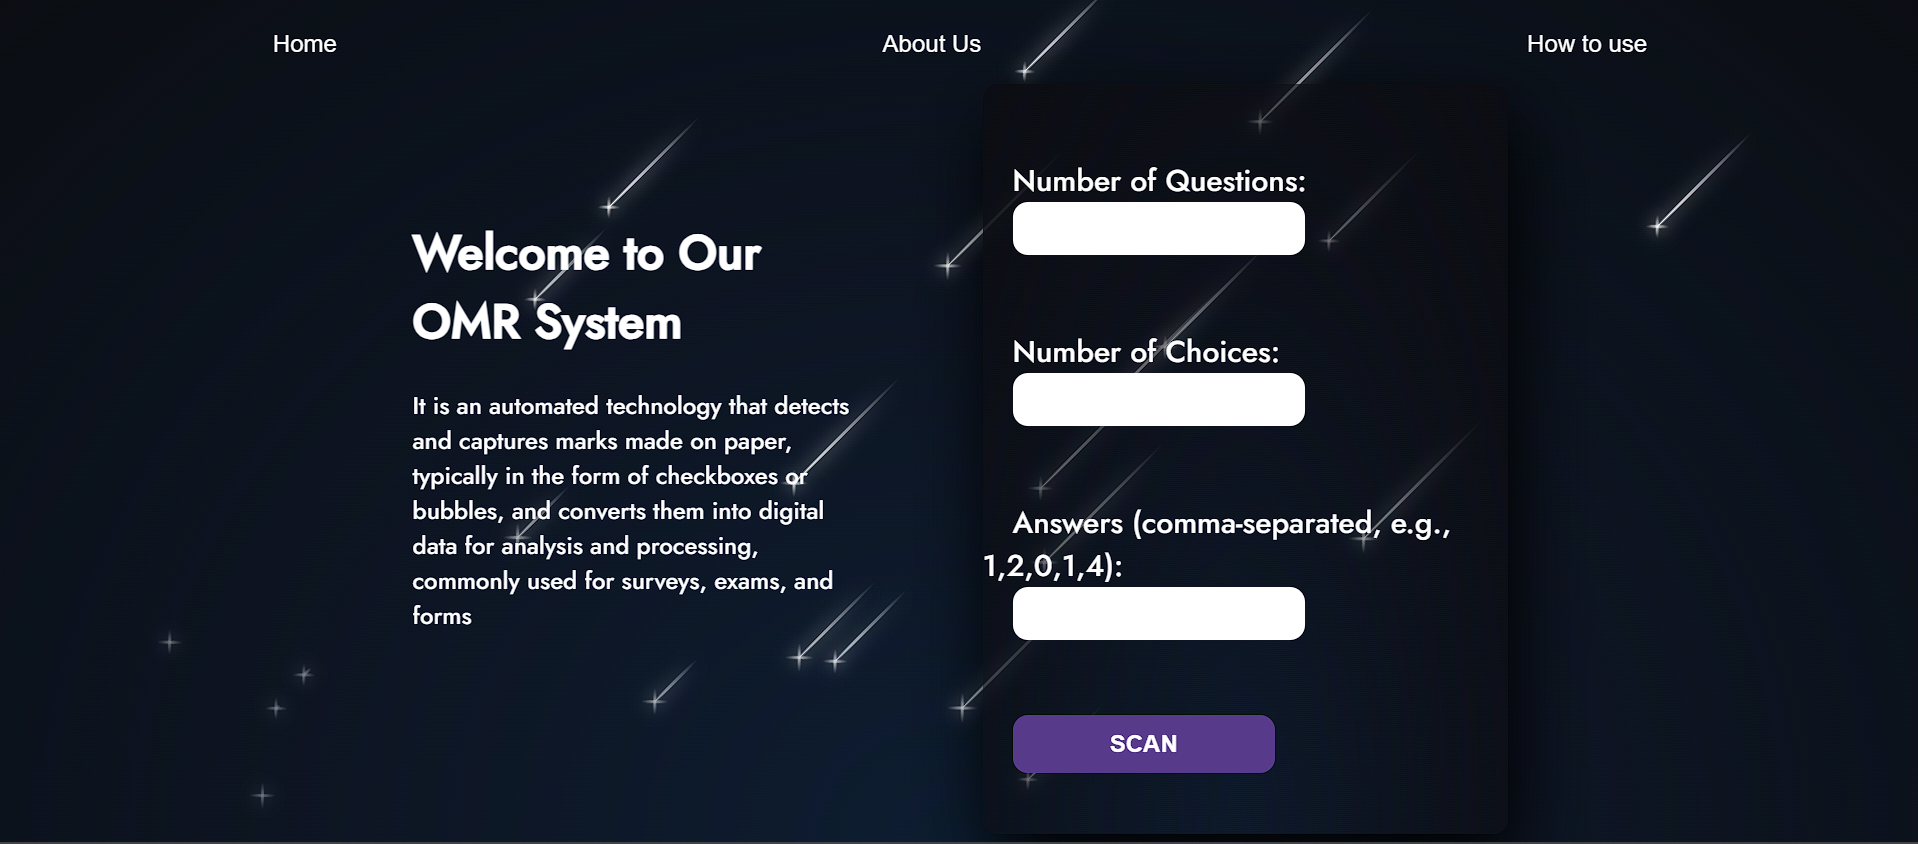 Home
About Us
How to use
Welcome to Our
OMR System
It is an automated technology that detects
and captures marks made on paper,
typically in the form of checkboxes or
bubbles, and converts them into digital
data for analysis and processing,
commonly used for surveys, exams, and
forms
Number of Questions:
Number of Choices:
Answers (comma-separated, e.g.,
1,2,0,1,4):
SCAN